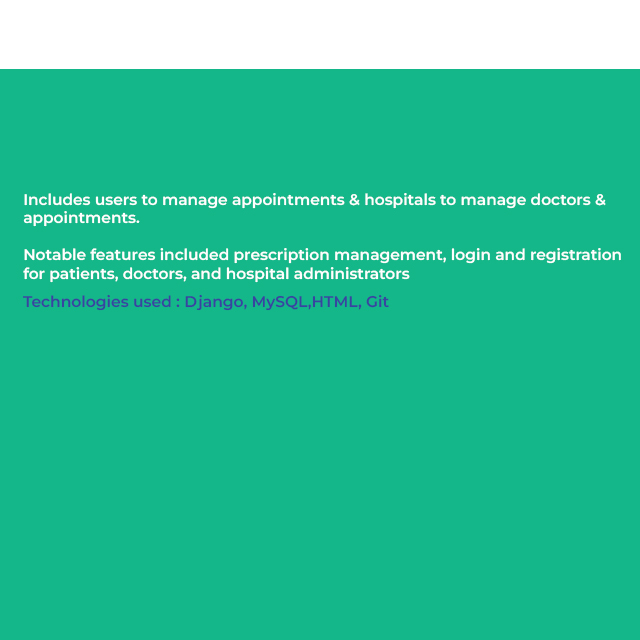 Includes users to manage appointments & hospitals to manage doctors &
appointments.
Notable features included prescription management, login and registration
for patients, doctors, and hospital administrators
Technologies used : Django, MySQL,HTML, Git